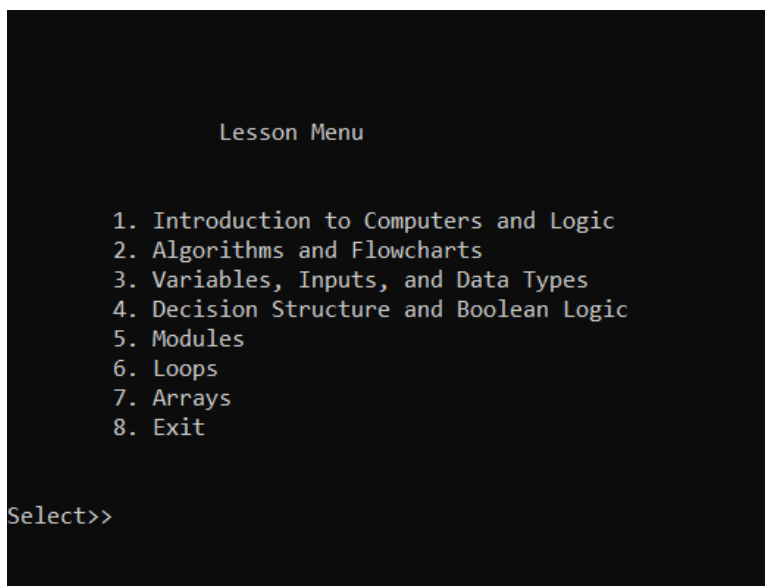 Lesson Menu
1. Introduction to Computers and Logic
2. Algorithms and Flowcharts
3. Variables, Inputs, and Data Types
4. Decision Structure and Boolean Logic
5. Modules
6. Loops
7. Arrays
8. Exit
Select>>